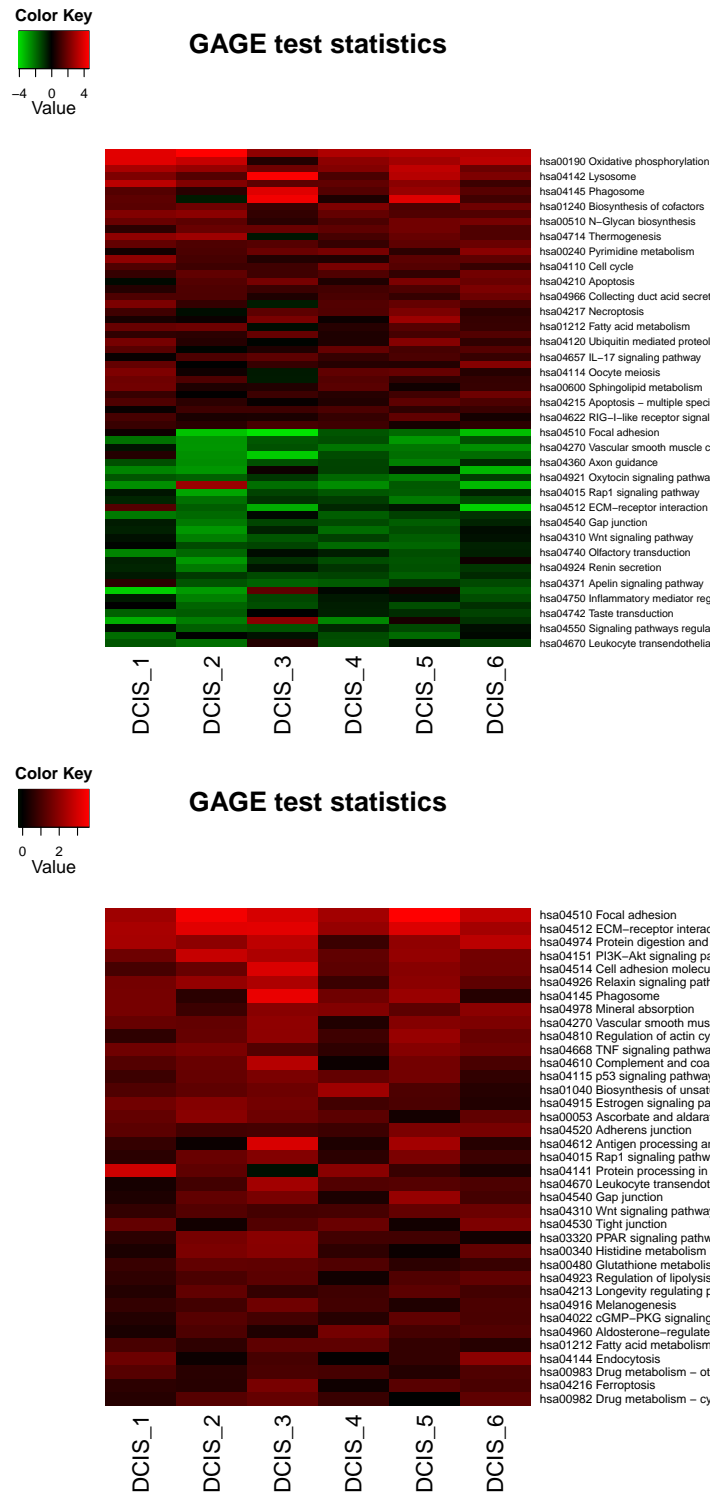 Color Key
GAGE test statistics
−4 0 4
Value
hsa00190 Oxidative phosphorylation
hsa04142 Lysosome
hsa04145 Phagosome
hsa01240 Biosynthesis of cofactors
hsa00510 N−Glycan biosynthesis
hsa04714 Thermogenesis
hsa00240 Pyrimidine metabolism
hsa04110 Cell cycle
hsa04210 Apoptosis
hsa04966 Collecting duct acid secret
hsa04217 Necroptosis
hsa01212 Fatty acid metabolism
hsa04120 Ubiquitin mediated proteol
hsa04657 IL−17 signaling pathway
hsa04114 Oocyte meiosis
hsa00600 Sphingolipid metabolism
hsa04215 Apoptosis − multiple speci
hsa04622 RIG−I−like receptor signal
hsa04510 Focal adhesion
hsa04270 Vascular smooth muscle c
hsa04360 Axon guidance
hsa04921 Oxytocin signaling pathwa
hsa04015 Rap1 signaling pathway
hsa04512 ECM−receptor interaction
hsa04540 Gap junction
hsa04310 Wnt signaling pathway
hsa04740 Olfactory transduction
hsa04924 Renin secretion
hsa04371 Apelin signaling pathway
hsa04750 Inflammatory mediator reg
hsa04742 Taste transduction
hsa04550 Signaling pathways regula
hsa04670 Leukocyte transendothelia
DCIS_1
DCIS_2
DCIS_3
DCIS_4
DCIS_5
DCIS_6
Color Key
GAGE test statistics
0 2
Value
hsa04510 Focal adhesion
hsa04512 ECM−receptor interac
hsa04974 Protein digestion and
hsa04151 PI3K−Akt signaling pa
hsa04514 Cell adhesion molecu
hsa04926 Relaxin signaling path
hsa04145 Phagosome
hsa04978 Mineral absorption
hsa04270 Vascular smooth mus
hsa04810 Regulation of actin cy
hsa04668 TNF signaling pathwa
hsa04610 Complement and coa
hsa04115 p53 signaling pathway
hsa01040 Biosynthesis of unsat
hsa04915 Estrogen signaling pa
hsa00053 Ascorbate and aldara
hsa04520 Adherens junction
hsa04612 Antigen processing an
hsa04015 Rap1 signaling pathw
hsa04141 Protein processing in
hsa04670 Leukocyte transendot
hsa04540 Gap junction
hsa04310 Wnt signaling pathway
hsa04530 Tight junction
hsa03320 PPAR signaling pathw
hsa00340 Histidine metabolism
hsa00480 Glutathione metabolis
hsa04923 Regulation of lipolysis
hsa04213 Longevity regulating p
hsa04916 Melanogenesis
hsa04022 cGMP−PKG signaling
hsa04960 Aldosterone−regulate
hsa01212 Fatty acid metabolism
hsa04144 Endocytosis
hsa00983 Drug metabolism − ot
hsa04216 Ferroptosis
hsa00982 Drug metabolism − cy
DCIS_1
DCIS_2
DCIS_3
DCIS_4
DCIS_5
DCIS_6